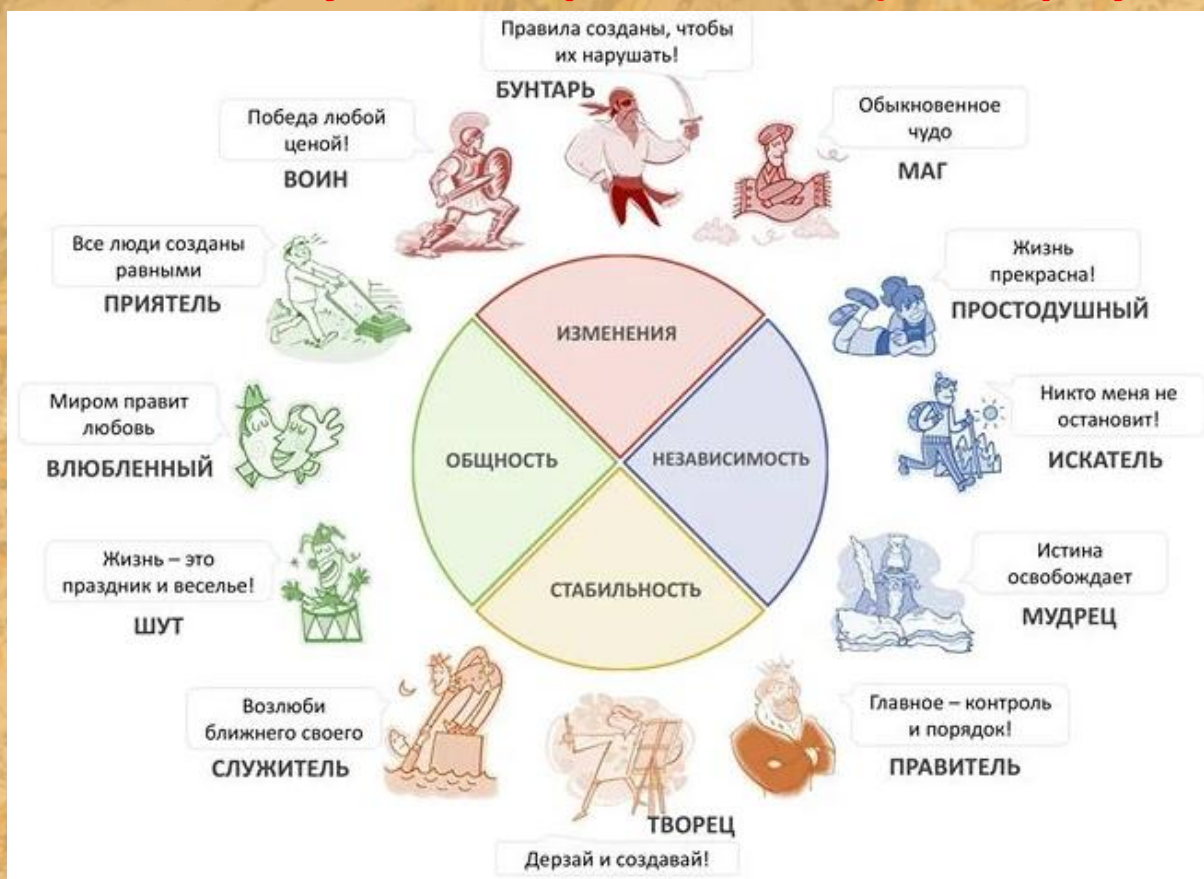 Правила созданы, чтобы
их нарушать!
БУНТАРЬ
Победа любой
ценой!
ВОИН
Обыкновенное
чудо
МАГ
Все люди созданы
равными
ПРИЯТЕЛЬ
Жизнь
прекрасна!
ПРОСТОДУШНЫЙ
ИЗМЕНЕНИЯ
Миром правит
любовь
ВЛЮБЛЕННЫЙ
ОБЩНОСТЬ
НЕЗАВИСИМОСТЬ
Никто меня не
остановит!
ИСКАТЕЛЬ
Жизнь – это
праздник и веселье!
ШУТ
СТАБИЛЬНОСТЬ
Истина
освобождает
МУДРЕЦ
Возлюби
ближнего своего
СЛУЖИТЕЛЬ
Главное – контроль
и порядок!
ПРАВИТЕЛЬ
ТВОРЕЦ
Дерзай и создавай!